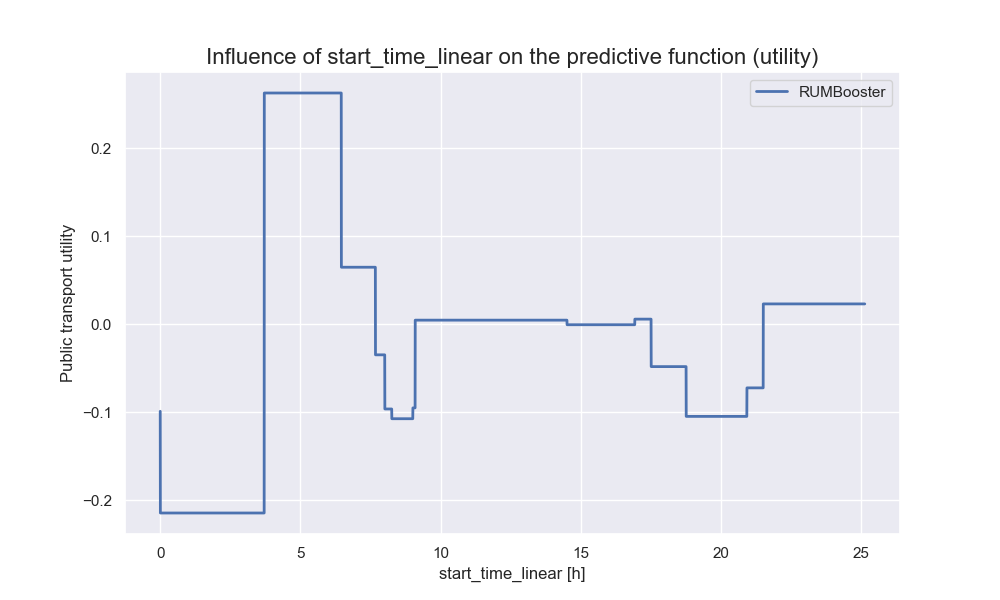 Influence of start_time_linear on the predictive function (utility)
RUMBooster
Public transport utility
0.2
0.1
0.0
−0.1
−0.2
0 5 10 15 20 25
start_time_linear [h]